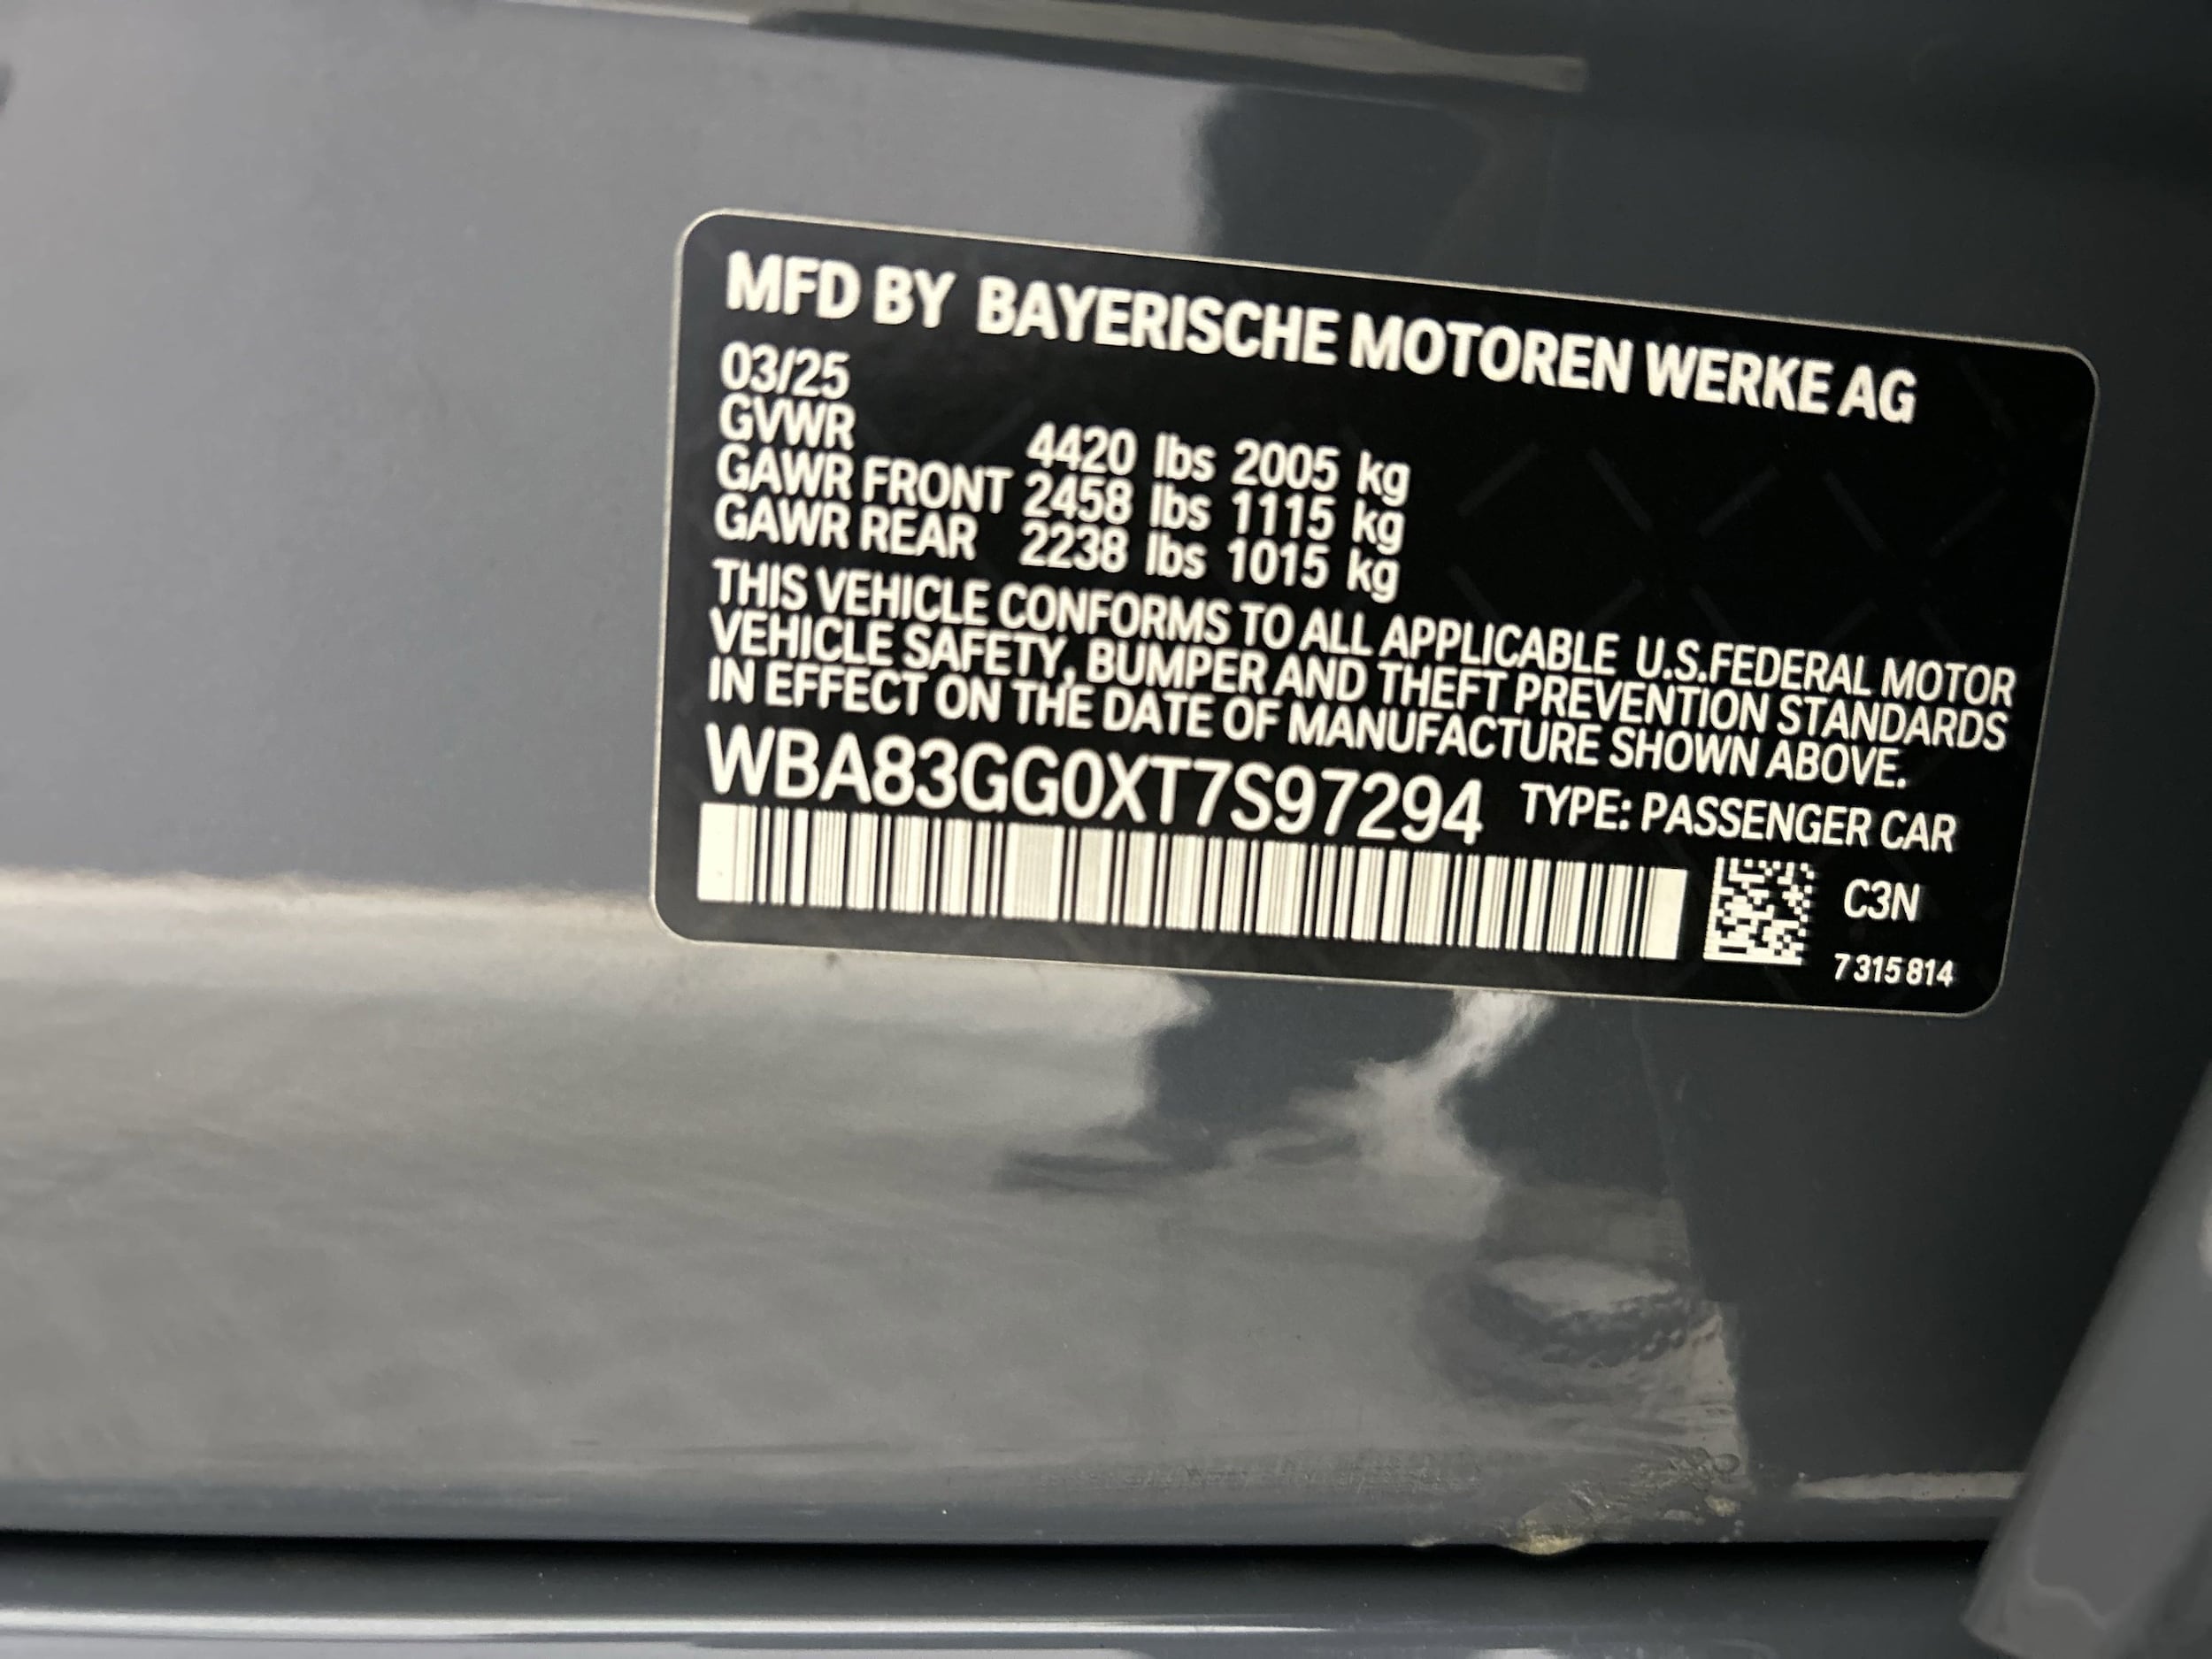 MFD BY BAYERISCHE MOTOREN WERKE AG
03/25
GVWR 4420 lbs 2005 kg
GAWR FRONT 2458 lbs 1115 kg
GAWR REAR 2238 lbs 1015 kg
THIS VEHICLE CONFORMS TO ALL APPLICABLE U.S.FEDERAL MOTOR
VEHICLE SAFETY, BUMPER AND THEFT PREVENTION STANDARDS
IN EFFECT ON THE DATE OF MANUFACTURE SHOWN ABOVE.
WBA83GG0XT7S97294 TYPE: PASSENGER CAR
C3N
7 315 814